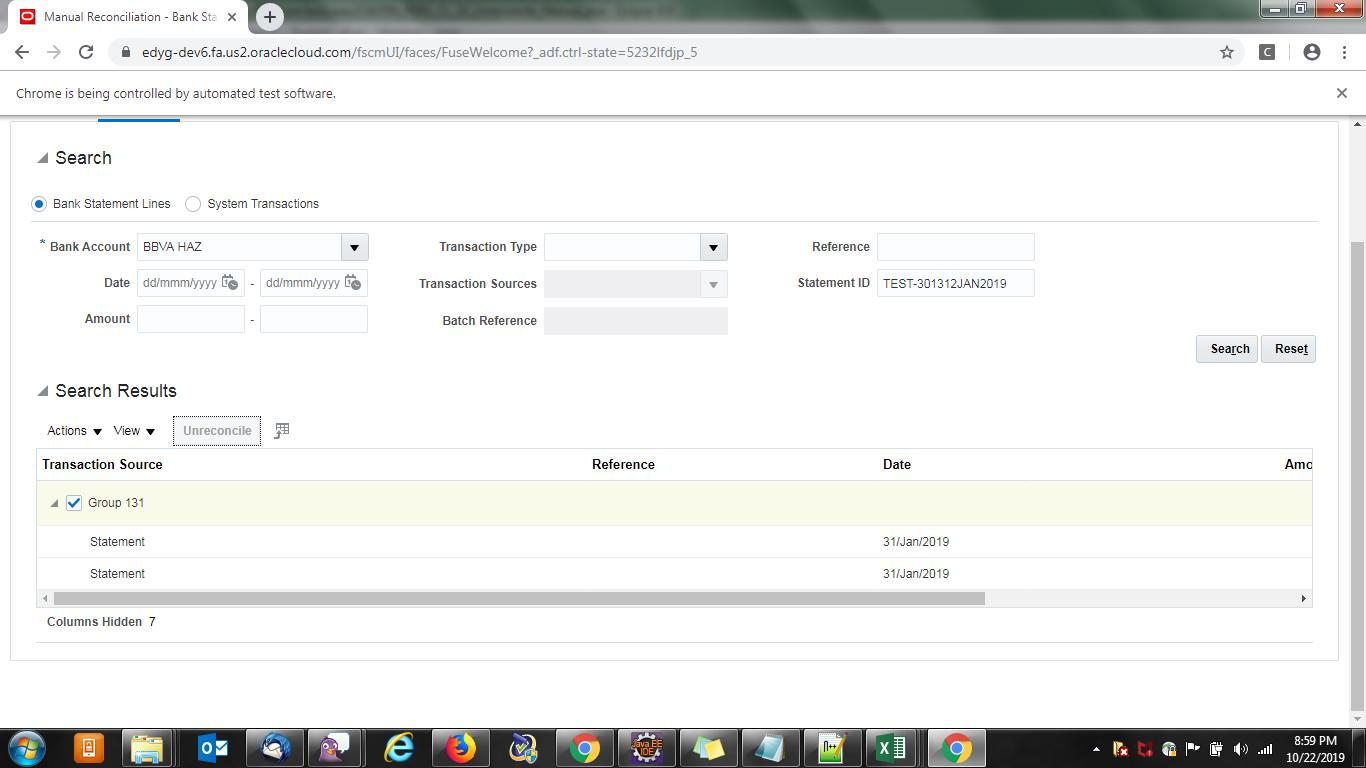 Manual Reconciliation - Bank Sta
edyg-dev6.fa.us2.oraclecloud.com/fscmUI/faces/FuseWelcome?_adf.ctrl-state=5232lfdjp_5
C
Chrome is being controlled by automated test software.
Search
Bank Statement Lines System Transactions
* Bank Account BBVA HAZ Transaction Type Reference
Date dd/mmm/yyyy - dd/mmm/yyyy Transaction Sources Statement ID TEST-301312JAN2019
Amount - Batch Reference
Search Reset
Search Results
Actions View Unreconcile
Transaction Source Reference Date Amo
Group 131
Statement 31/Jan/2019
Statement 31/Jan/2019
Columns Hidden 7
Java EE
IDE
8:59 PM
10/22/2019